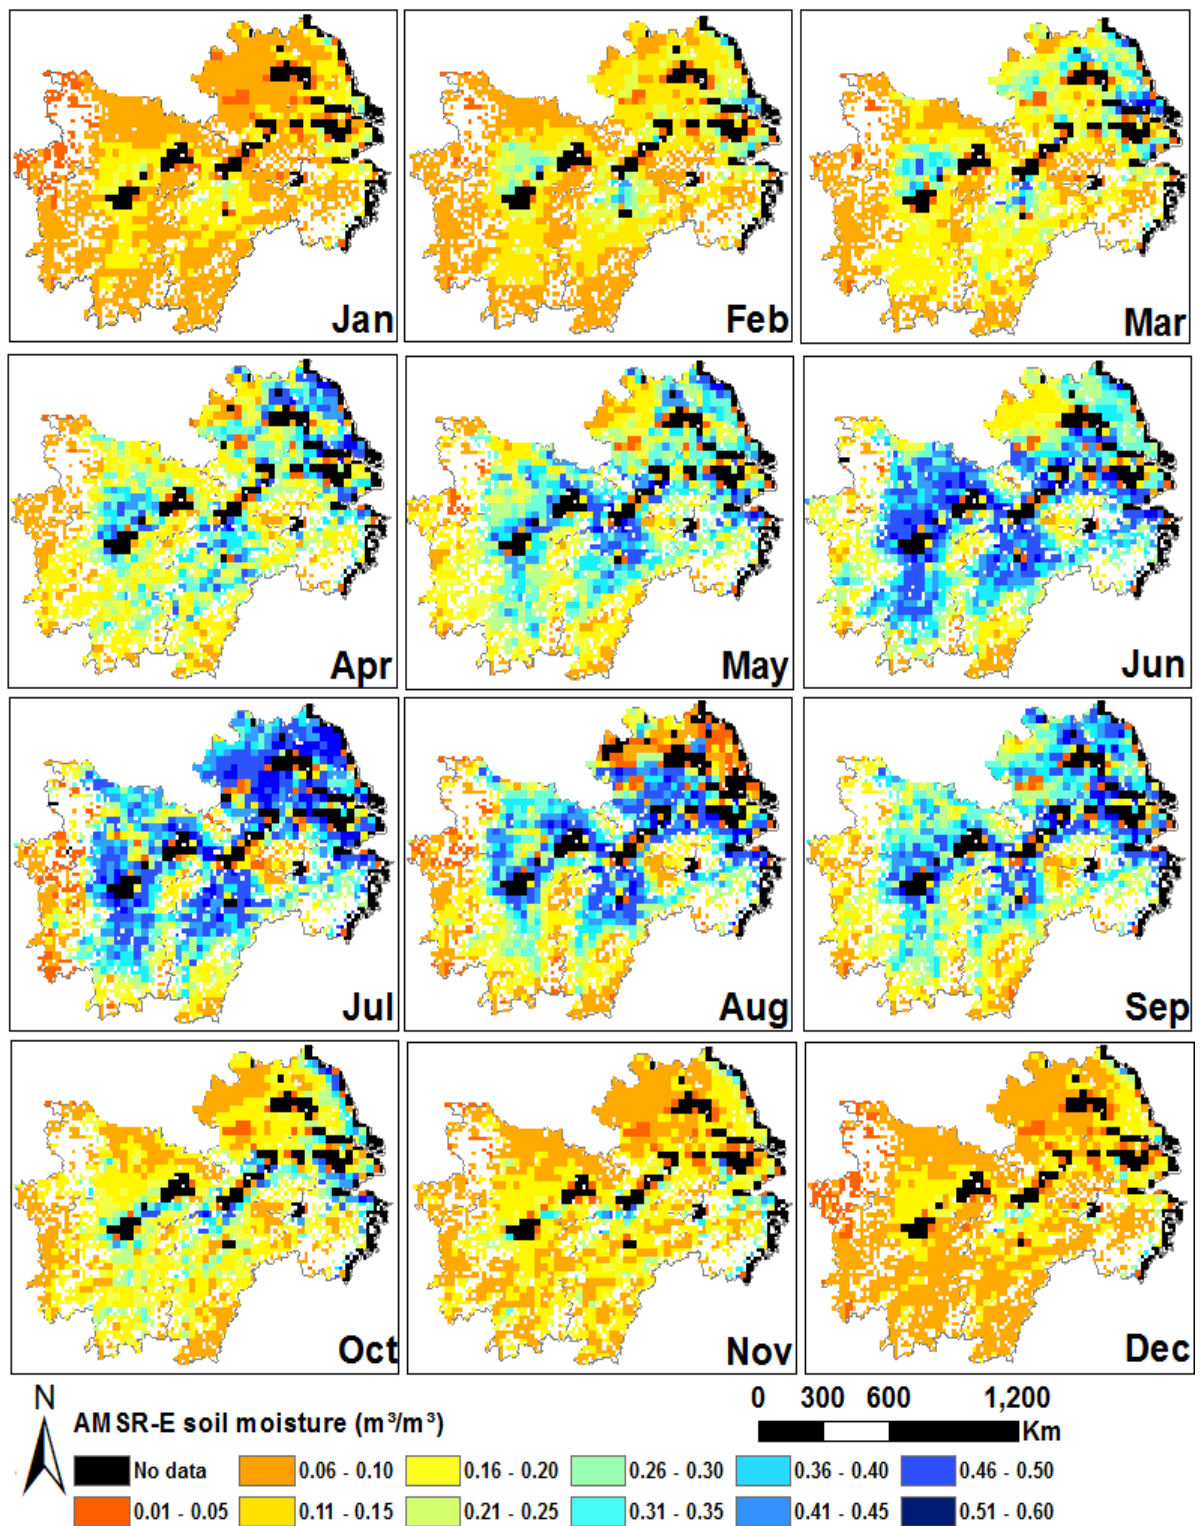 Jan
Feb
Mar
Apr
May
Jun
Jul
Aug
Sep
Oct
Nov
Dec
N
AMSR-E soil moisture (m³/m³)
0 300 600 1,200
Km
No data 0.06 - 0.10 0.16 - 0.20 0.26 - 0.30 0.36 - 0.40 0.46 - 0.50
0.01 - 0.05 0.11 - 0.15 0.21 - 0.25 0.31 - 0.35 0.41 - 0.45 0.51 - 0.60